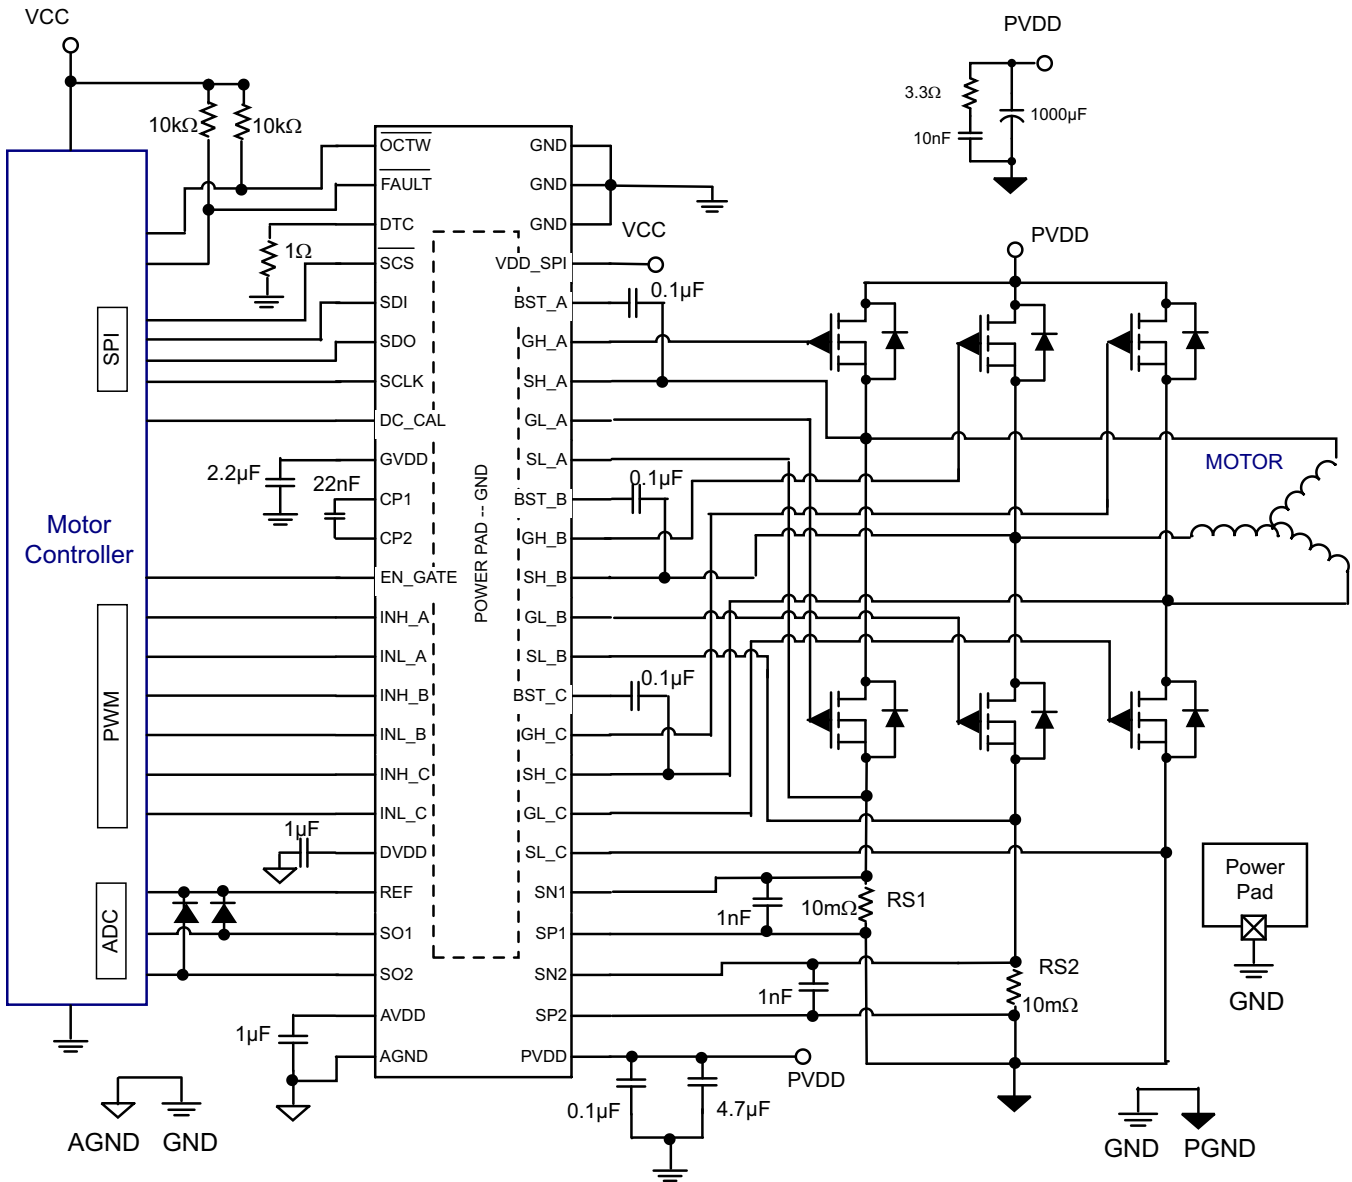 VCC
PVDD
3.3Ω
1000µF
10nF
10kΩ
10kΩ
OCTW
GND
FAULT
GND
DTC
GND
VCC
PVDD
1Ω
SCS
VDD_SPI
SDI
BST_A
0.1µF
SPI
SDO
GH_A
SCLK
SH_A
DC_CAL
GL_A
2.2µF
GVDD
SL_A
MOTOR
22nF
CP1
BST_B
0.1µF
Motor
Controller
CP2
GH_B
POWER PAD -- GND
EN_GATE
SH_B
INH_A
GL_B
INL_A
SL_B
PWM
INH_B
BST_C
0.1µF
INL_B
GH_C
INH_C
SH_C
INL_C
GL_C
1µF
DVDD
SL_C
Power
Pad
ADC
REF
SN1
1nF
10mΩ
RS1
SO1
SP1
SO2
SN2
RS2
1nF
10mΩ
GND
AVDD
SP2
1µF
AGND
PVDD
PVDD
0.1µF
4.7µF
AGND
GND
GND
PGND